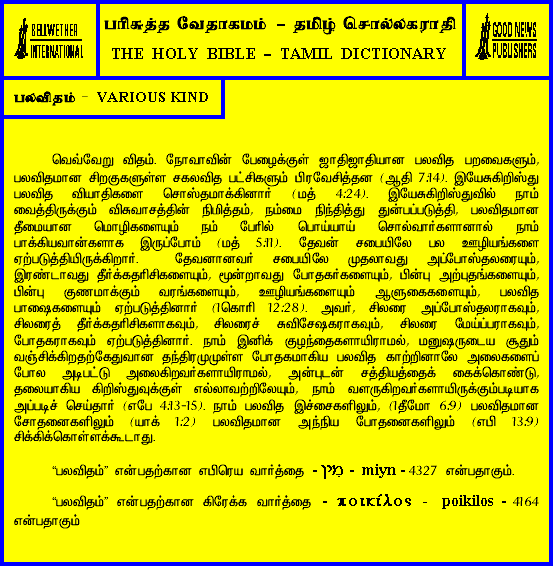 BELLWETHER
INTERNATIONAL
பரிசுத்த வேதாகமம் – தமிழ் சொல்லகராதி
THE HOLY BIBLE – TAMIL DICTIONARY
GOOD NEWS
PUBLISHERS
பலவிதம் – VARIOUS KIND
வெவ்வேறு விதம். நோவாவின் பேழைக்குள் ஜாதிஜாதியான பலவித பறவைகளும்,
பலவிதமான சிறகுகளுள்ள சகலவித பட்சிகளும் பிரவேசித்தன (ஆதி 7:14). இயேசுகிறிஸ்து
பலவித வியாதிகளை சொஸ்தமாக்கினார் (மத் 4:24). இயேசுகிறிஸ்துவில் நாம்
வைத்திருக்கும் விசுவாசத்தின் நிமித்தம், நம்மை நிந்தித்து துன்பப்படுத்தி, பலவிதமான
தீமையான மொழிகளையும் நம் பேரில் பொய்யாய் சொல்வார்களானால் நாம்
பாக்கியவான்களாக இருப்போம் (மத் 5:11). தேவன் சபையிலே பல ஊழியங்களை
ஏற்படுத்தியிருக்கிறார். தேவனானவர் சபையிலே முதலாவது அப்போஸ்தலரையும்,
இரண்டாவது தீர்க்கதரிசிகளையும், மூன்றாவது போதகர்களையும், பின்பு அற்புதங்களையும்,
பின்பு குணமாக்கும் வரங்களையும், ஊழியங்களையும் ஆளுகைகளையும், பலவித
பாஷைகளையும் ஏற்படுத்தினார் (1கொரி 12:28). அவர், சிலரை அப்போஸ்தலராகவும்,
சிலரைத் தீர்க்கதரிசிகளாகவும், சிலரைச் சுவிசேஷகராகவும், சிலரை மேய்ப்பராகவும்,
போதகராகவும் ஏற்படுத்தினார். நாம் இனிக் குழந்தைகளாயிராமல், மனுஷருடைய சூதும்
வஞ்சிக்கிறதற்கேதுவான தந்திரமுமுள்ள போதகமாகிய பலவித காற்றினாலே அலைகளைப்
போல அடிபட்டு அலைகிறவர்களாயிராமல், அன்புடன் சத்தியத்தைக் கைக்கொண்டு,
தலையாகிய கிறிஸ்துவுக்குள் எல்லாவற்றிலேயும், நாம் வளருகிறவர்களாயிருக்கும்படியாக
அப்படிச் செய்தார் (எபே 4:13-15). நாம் பலவித இச்சைகளிலும், (1தீமோ 6:9) பலவிதமான
சோதனைகளிலும் (யாக் 1:2) பலவிதமான அந்நிய போதனைகளிலும் (எபி 13:9)
சிக்கிக்கொள்ளக்கூடாது.
“பலவிதம்” என்பதற்கான எபிரெய வார்த்தை - מין - miyn - 4327 என்பதாகும்.
“பலவிதம்” என்பதற்கான கிரேக்க வார்த்தை - ποικίλος - poikilos - 4164
என்பதாகும்